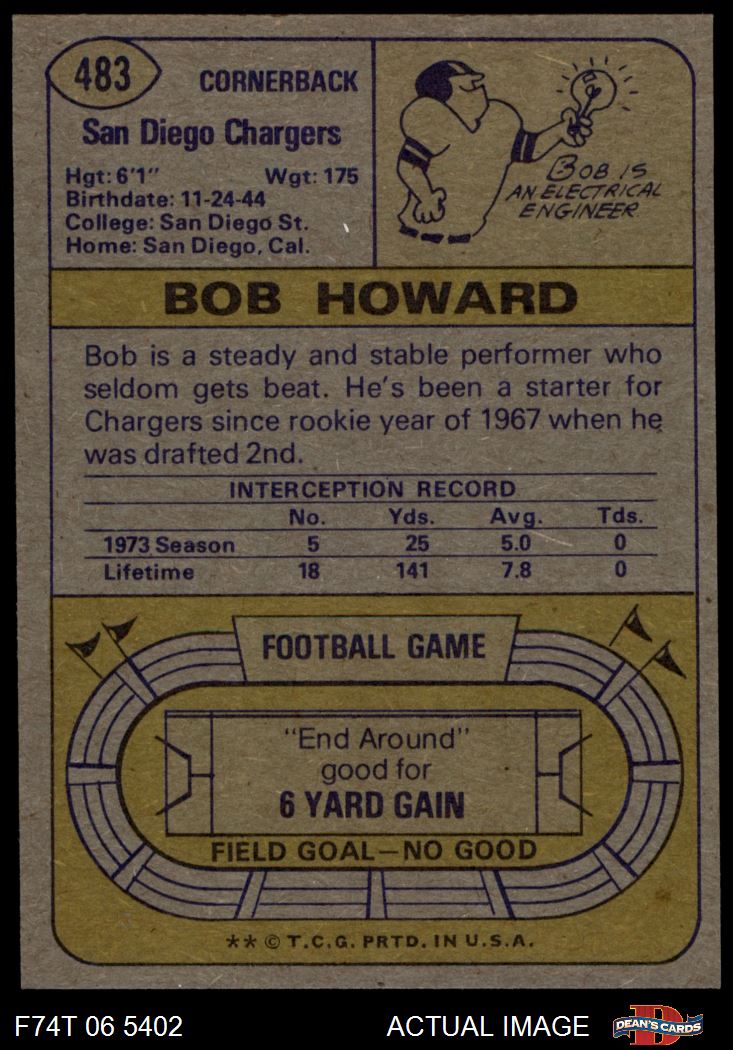 483
CORNERBACK
San Diego Chargers
Hgt: 6'1" Wgt: 175
Birthdate: 11-24-44
College: San Diego St.
Home: San Diego, Cal.
BOB IS
AN ELECTRICAL
ENGINEER
BOB HOWARD
Bob is a steady and stable performer who
seldom gets beat. He's been a starter for
Chargers since rookie year of 1967 when he
was drafted 2nd.
INTERCEPTION RECORD
No. Yds. Avg. Tds.
1973 Season 5 25 5.0 0
Lifetime 18 141 7.8 0
FOOTBALL GAME
"End Around"
good for
6 YARD GAIN
FIELD GOAL—NO GOOD
** © T.C.G. PRTD. IN U.S.A.
F74T 06 5402 ACTUAL IMAGE D DEAN'S CARDS